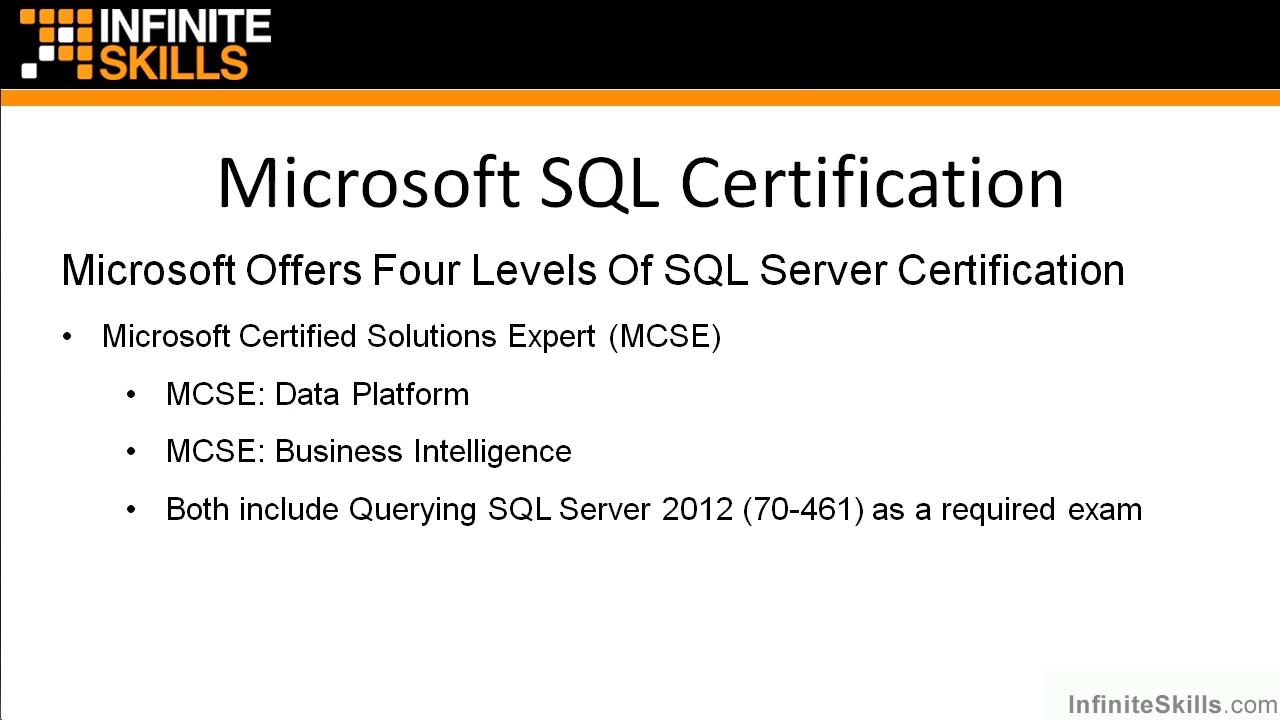 INFINITE
SKILLS
Microsoft SQL Certification
Microsoft Offers Four Levels Of SQL Server Certification
• Microsoft Certified Solutions Expert (MCSE)
• MCSE: Data Platform
• MCSE: Business Intelligence
• Both include Querying SQL Server 2012 (70-461) as a required exam
InfiniteSkills.com